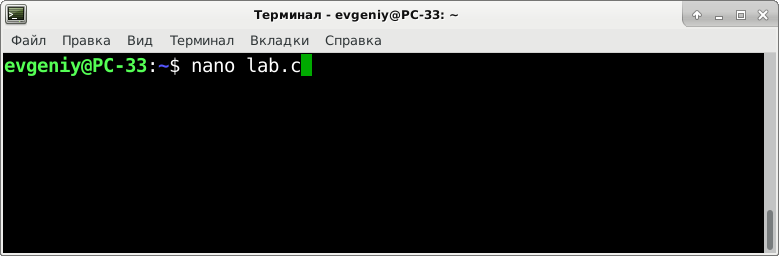 Терминал - evgeniy@PC-33: ~
Файл Правка Вид Терминал Вкладки Справка
evgeniy@PC-33:~$ nano lab.c